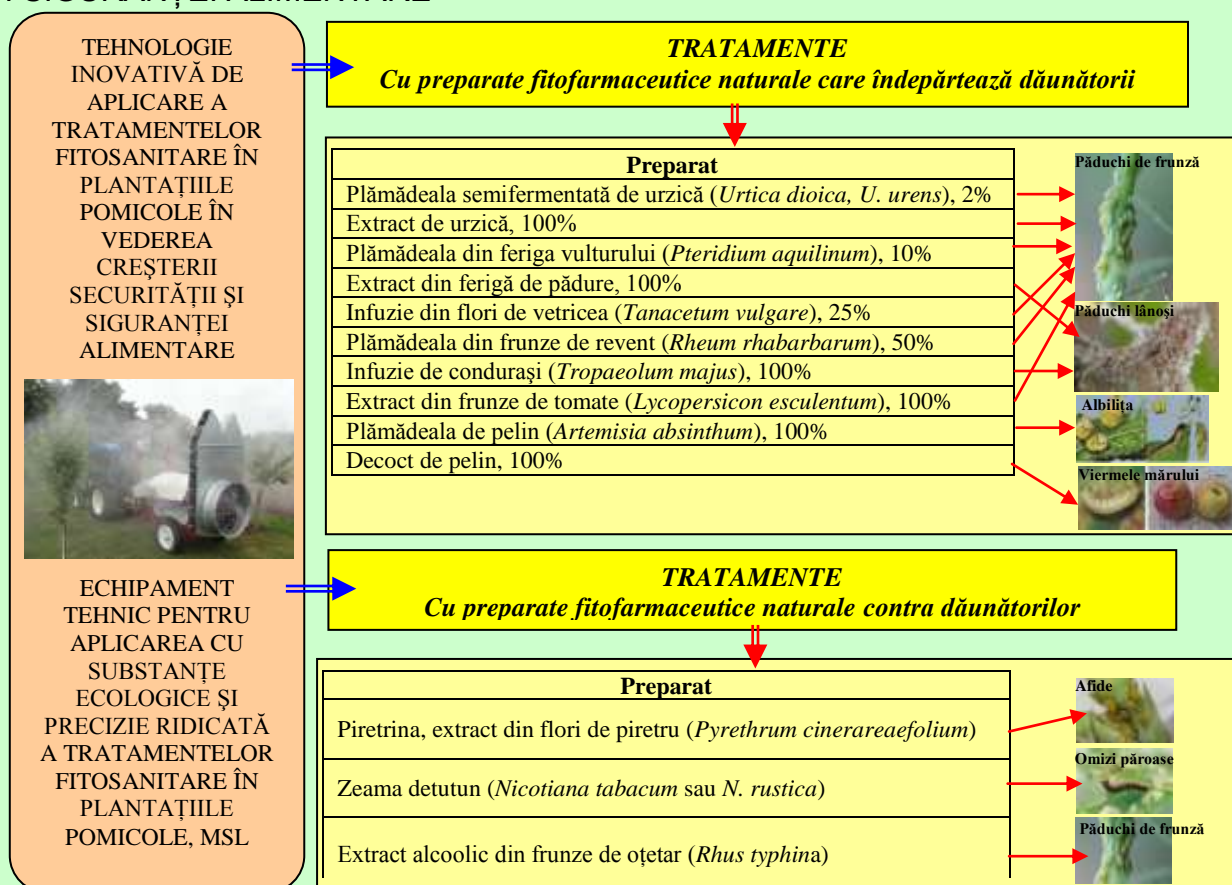 TEHNOLOGIE
INOVATIVĂ DE
APLICARE A
TRATAMENTELOR
FITOSANITARE ÎN
PLANTAȚIILE
POMICOLE ÎN
VEDEREA
CREŞTERII
SECURITĂȚII ŞI
SIGURANȚEI
ALIMENTARE
ECHIPAMENT
TEHNIC PENTRU
APLICAREA CU
SUBSTANȚE
ECOLOGICE ŞI
PRECIZIE RIDICATĂ
A TRATAMENTELOR
FITOSANITARE ÎN
PLANTAȚIILE
POMICOLE, MSL
TRATAMENTE
Cu preparate fitofarmaceutice naturale care îndepărtează dăunătorii
Preparat
Plămădeala semifermentată de urzică (Urtica dioica, U. urens), 2%
Extract de urzică, 100%
Plămădeala din feriga vulturului (Pteridium aquilinum), 10%
Extract din ferigă de pădure, 100%
Infuzie din flori de vetricea (Tanacetum vulgare), 25%
Plămădeala din frunze de revent (Rheum rhabarbarum), 50%
Infuzie de conduraşi (Tropaeolum majus), 100%
Extract din frunze de tomate (Lycopersicon esculentum), 100%
Plămădeala de pelin (Artemisia absinthum), 100%
Decoct de pelin, 100%
Păduchi de frunză
Păduchi lânoşi
Albilița
Viermele mărului
TRATAMENTE
Cu preparate fitofarmaceutice naturale contra dăunătorilor
Preparat
Piretrina, extract din flori de piretru (Pyrethrum cinerareaefolium)
Zeama detutun (Nicotiana tabacum sau N. rustica)
Extract alcoolic din frunze de oțetar (Rhus typhina)
Afide
Omizi păroase
Păduchi de frunză